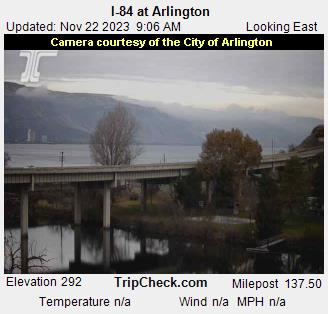 I-84 at Arlington
Updated: Nov 22 2023 9:06 AM Looking East
Camera courtesy of the City of Arlington
Elevation 292 TripCheck.com Milepost 137.50
Temperature n/a Wind n/a MPH n/a